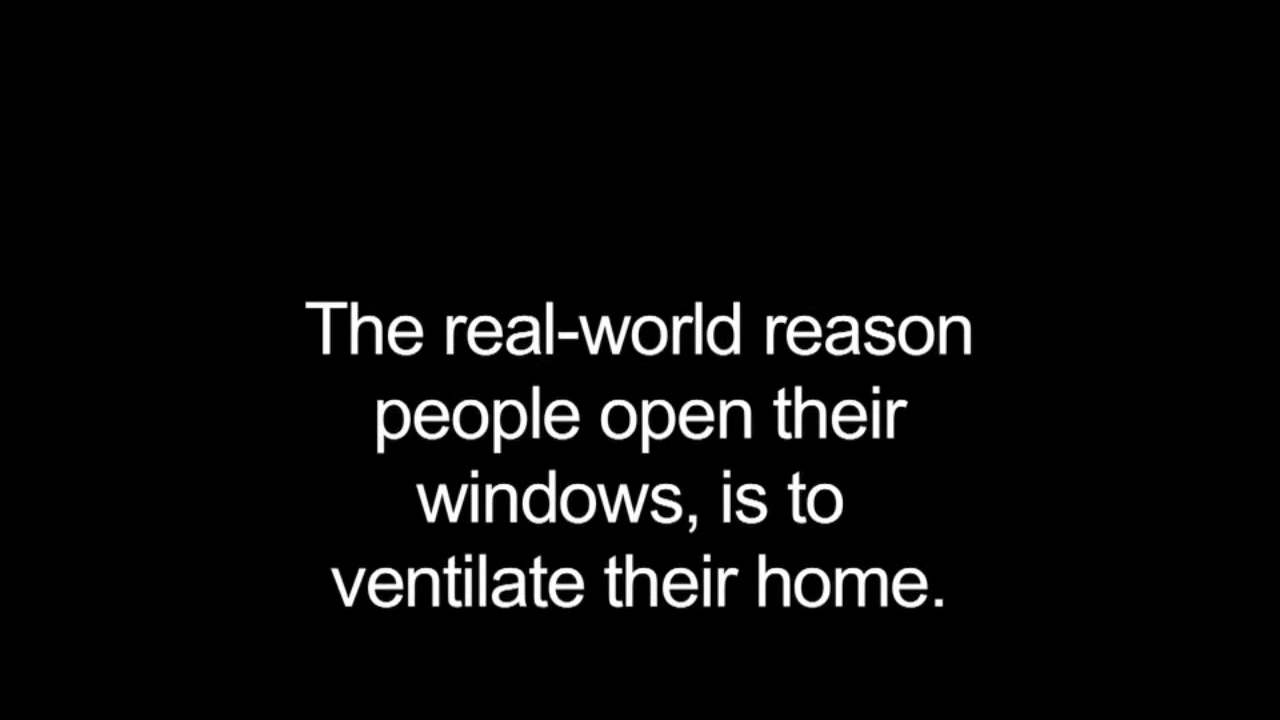 The real-world reason
people open their
windows, is to
ventilate their home.